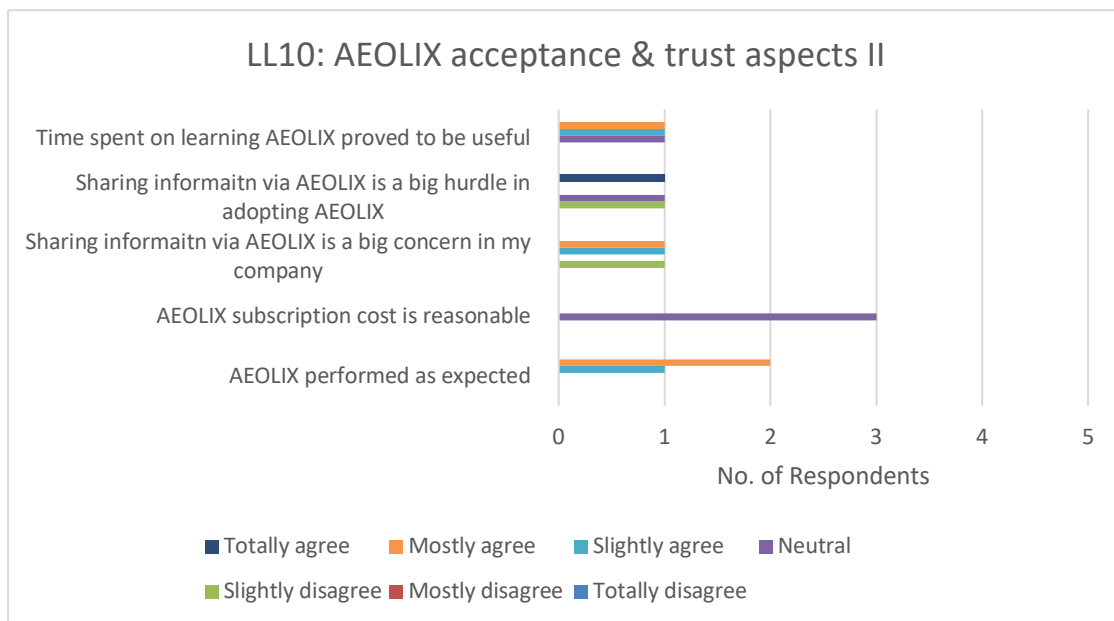 LL10: AEOLIX acceptance & trust aspects II
Time spent on learning AEOLIX proved to be useful
Sharing informaitn via AEOLIX is a big hurdle in
adopting AEOLIX
Sharing informaitn via AEOLIX is a big concern in my
company
AEOLIX subscription cost is reasonable
AEOLIX performed as expected
0 1 2 3 4 5
No. of Respondents
Totally agree Mostly agree Slightly agree Neutral
Slightly disagree Mostly disagree Totally disagree